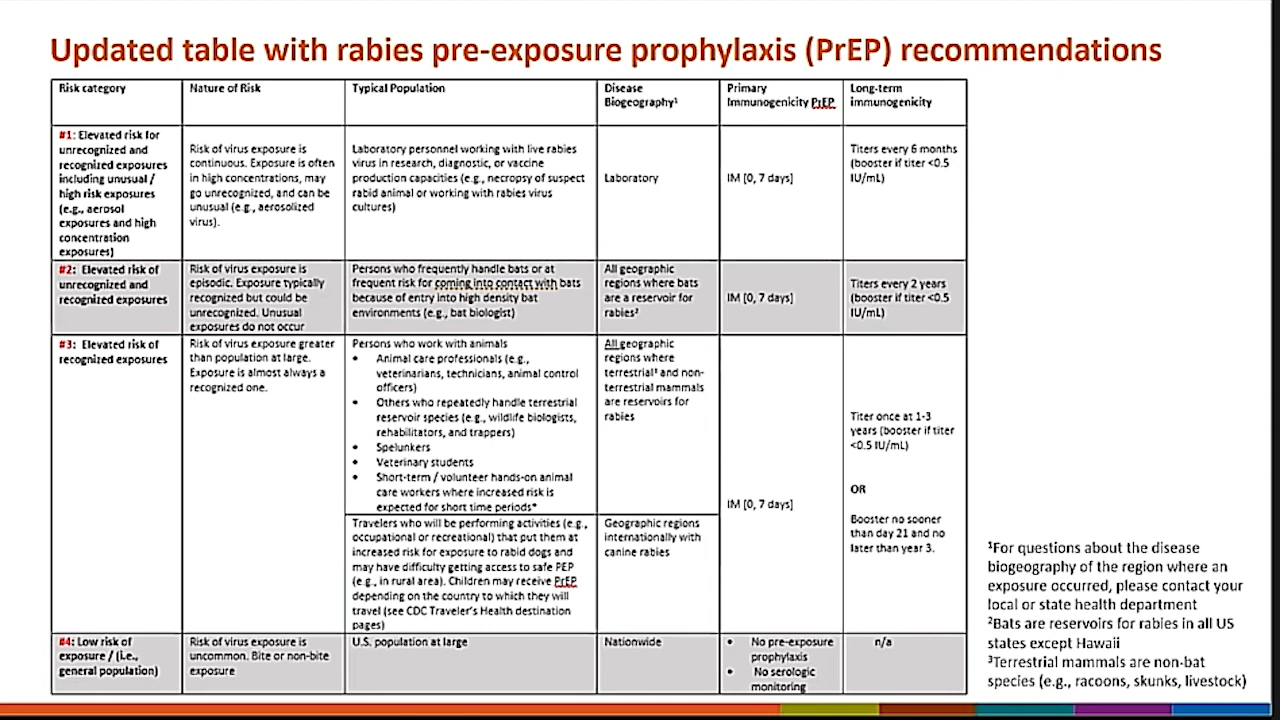 Updated table with rabies pre-exposure prophylaxis (PrEP) recommendations
Risk category
Nature of Risk
Typical Population
Disease
Biogeography¹
Primary
Immunogenicity PrEP
Long-term
immunogenicity
#1: Elevated risk for
unrecognized and
recognized exposures
including unusual /
high risk exposures
(e.g., aerosol
exposures and high
concentration
exposures)
Risk of virus exposure is
continuous. Exposure is often
in high concentrations, may
go unrecognized, and can be
unusual (e.g., aerosolized
virus).
Laboratory personnel working with live rabies
virus in research, diagnostic, or vaccine
production capacities (e.g., necropsy of suspect
rabid animal or working with rabies virus
cultures)
Laboratory
IM [0, 7 days]
Titers every 6 months
(booster if titer <0.5
IU/mL)
#2: Elevated risk of
unrecognized and
recognized exposures
Risk of virus exposure is
episodic. Exposure typically
recognized but could be
unrecognized. Unusual
exposures do not occur
Persons who frequently handle bats or at
frequent risk for coming into contact with bats
because of entry into high density bat
environments (e.g., bat biologist)
All geographic
regions where bats
are a reservoir for
rabies²
IM [0, 7 days]
Titers every 2 years
(booster if titer <0.5
IU/mL)
#3: Elevated risk of
recognized exposures
Risk of virus exposure greater
than population at large.
Exposure is almost always a
recognized one.
Persons who work with animals
• Animal care professionals (e.g.,
veterinarians, technicians, animal control
officers)
• Others who repeatedly handle terrestrial
reservoir species (e.g., wildlife biologists,
rehabilitators, and trappers)
• Spelunkers
• Veterinary students
• Short-term / volunteer hands-on animal
care workers where increased risk is
expected for short time periods*
All geographic
regions where
terrestrial³ and non-
terrestrial mammals
are reservoirs for
rabies
Travelers who will be performing activities (e.g.,
occupational or recreational) that put them at
increased risk for exposure to rabid dogs and
may have difficulty getting access to safe PEP
(e.g., in rural area). Children may receive PrEP
depending on the country to which they will
travel (see CDC Traveler's Health destination
pages)
Geographic regions
internationally with
canine rabies
IM [0, 7 days]
Titer once at 1-3
years (booster if titer
<0.5 IU/mL)
OR
Booster no sooner
than day 21 and no
later than year 3.
#4: Low risk of
exposure / (i.e.,
general population)
Risk of virus exposure is
uncommon. Bite or non-bite
exposure
U.S. population at large
Nationwide
• No pre-exposure
prophylaxis
• No serologic
monitoring
n/a
¹For questions about the disease
biogeography of the region where an
exposure occurred, please contact your
local or state health department
²Bats are reservoirs for rabies in all US
states except Hawaii
³Terrestrial mammals are non-bat
species (e.g., racoons, skunks, livestock)